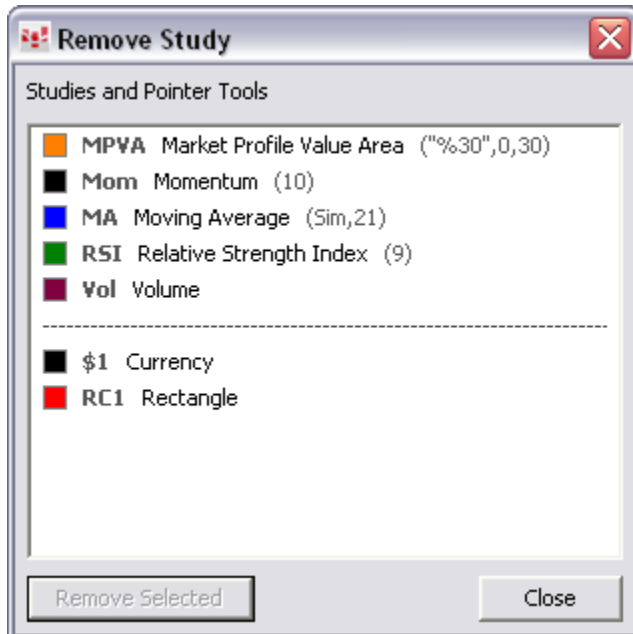 Remove Study
Studies and Pointer Tools
MPVA Market Profile Value Area ("%30",0,30)
Mom Momentum (10)
MA Moving Average (Sim,21)
RSI Relative Strength Index (9)
Vol Volume
$1 Currency
RC1 Rectangle
Remove Selected Close